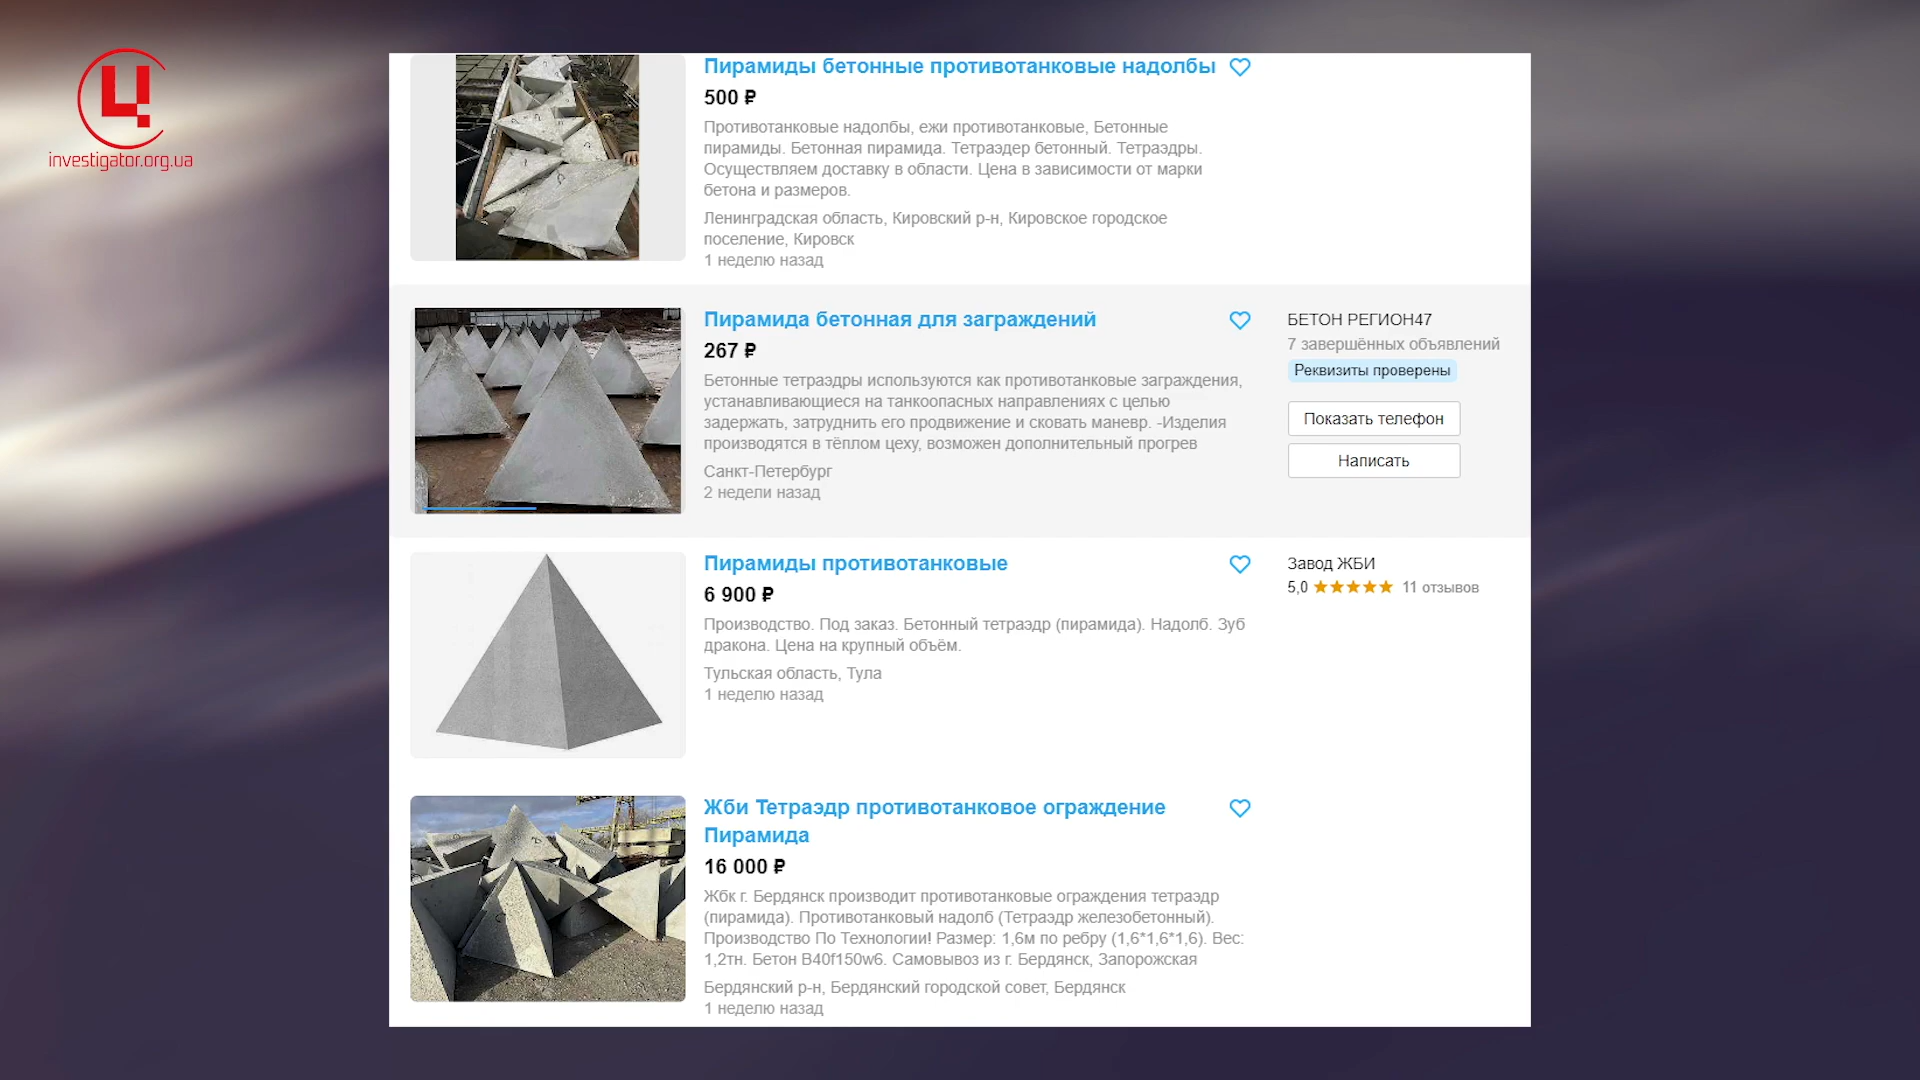 Ц
investigator.org.ua
Пирамиды бетонные противотанковые надолбы
500 ₽
Противотанковые надолбы, ежи противотанковые, Бетонные
пирамиды. Бетонная пирамида. Тетраэдер бетонный. Тетраэдры.
Осуществляем доставку в области. Цена в зависимости от марки
бетона и размеров.
Ленинградская область, Кировский р-н, Кировское городское
поселение, Кировск
1 неделю назад
Пирамида бетонная для заграждений
267 ₽
Бетонные тетраэдры используются как противотанковые заграждения,
устанавливающиеся на танкоопасных направлениях с целью
задержать, затруднить его продвижение и сковать маневр. -Изделия
производятся в тёплом цеху, возможен дополнительный прогрев
Санкт-Петербург
2 недели назад
БЕТОН РЕГИОН47
7 завершённых объявлений
Реквизиты проверены
Показать телефон
Написать
Пирамиды противотанковые
6 900 ₽
Производство. Под заказ. Бетонный тетраэдр (пирамида). Надолб. Зуб
дракона. Цена на крупный объём.
Тульская область, Тула
1 неделю назад
Завод ЖБИ
5,0 ★★★★★ 11 отзывов
Жби Тетраэдр противотанковое ограждение
Пирамида
16 000 ₽
Жбк г. Бердянск производит противотанковые ограждения тетраэдр
(пирамида). Противотанковый надолб (Тетраэдр железобетонный).
Производство По Технологии! Размер: 1,6м по ребру (1,6*1,6*1,6). Вес:
1,2тн. Бетон B40f150w6. Самовывоз из г. Бердянск, Запорожская
Бердянский р-н, Бердянский городской совет, Бердянск
1 неделю назад